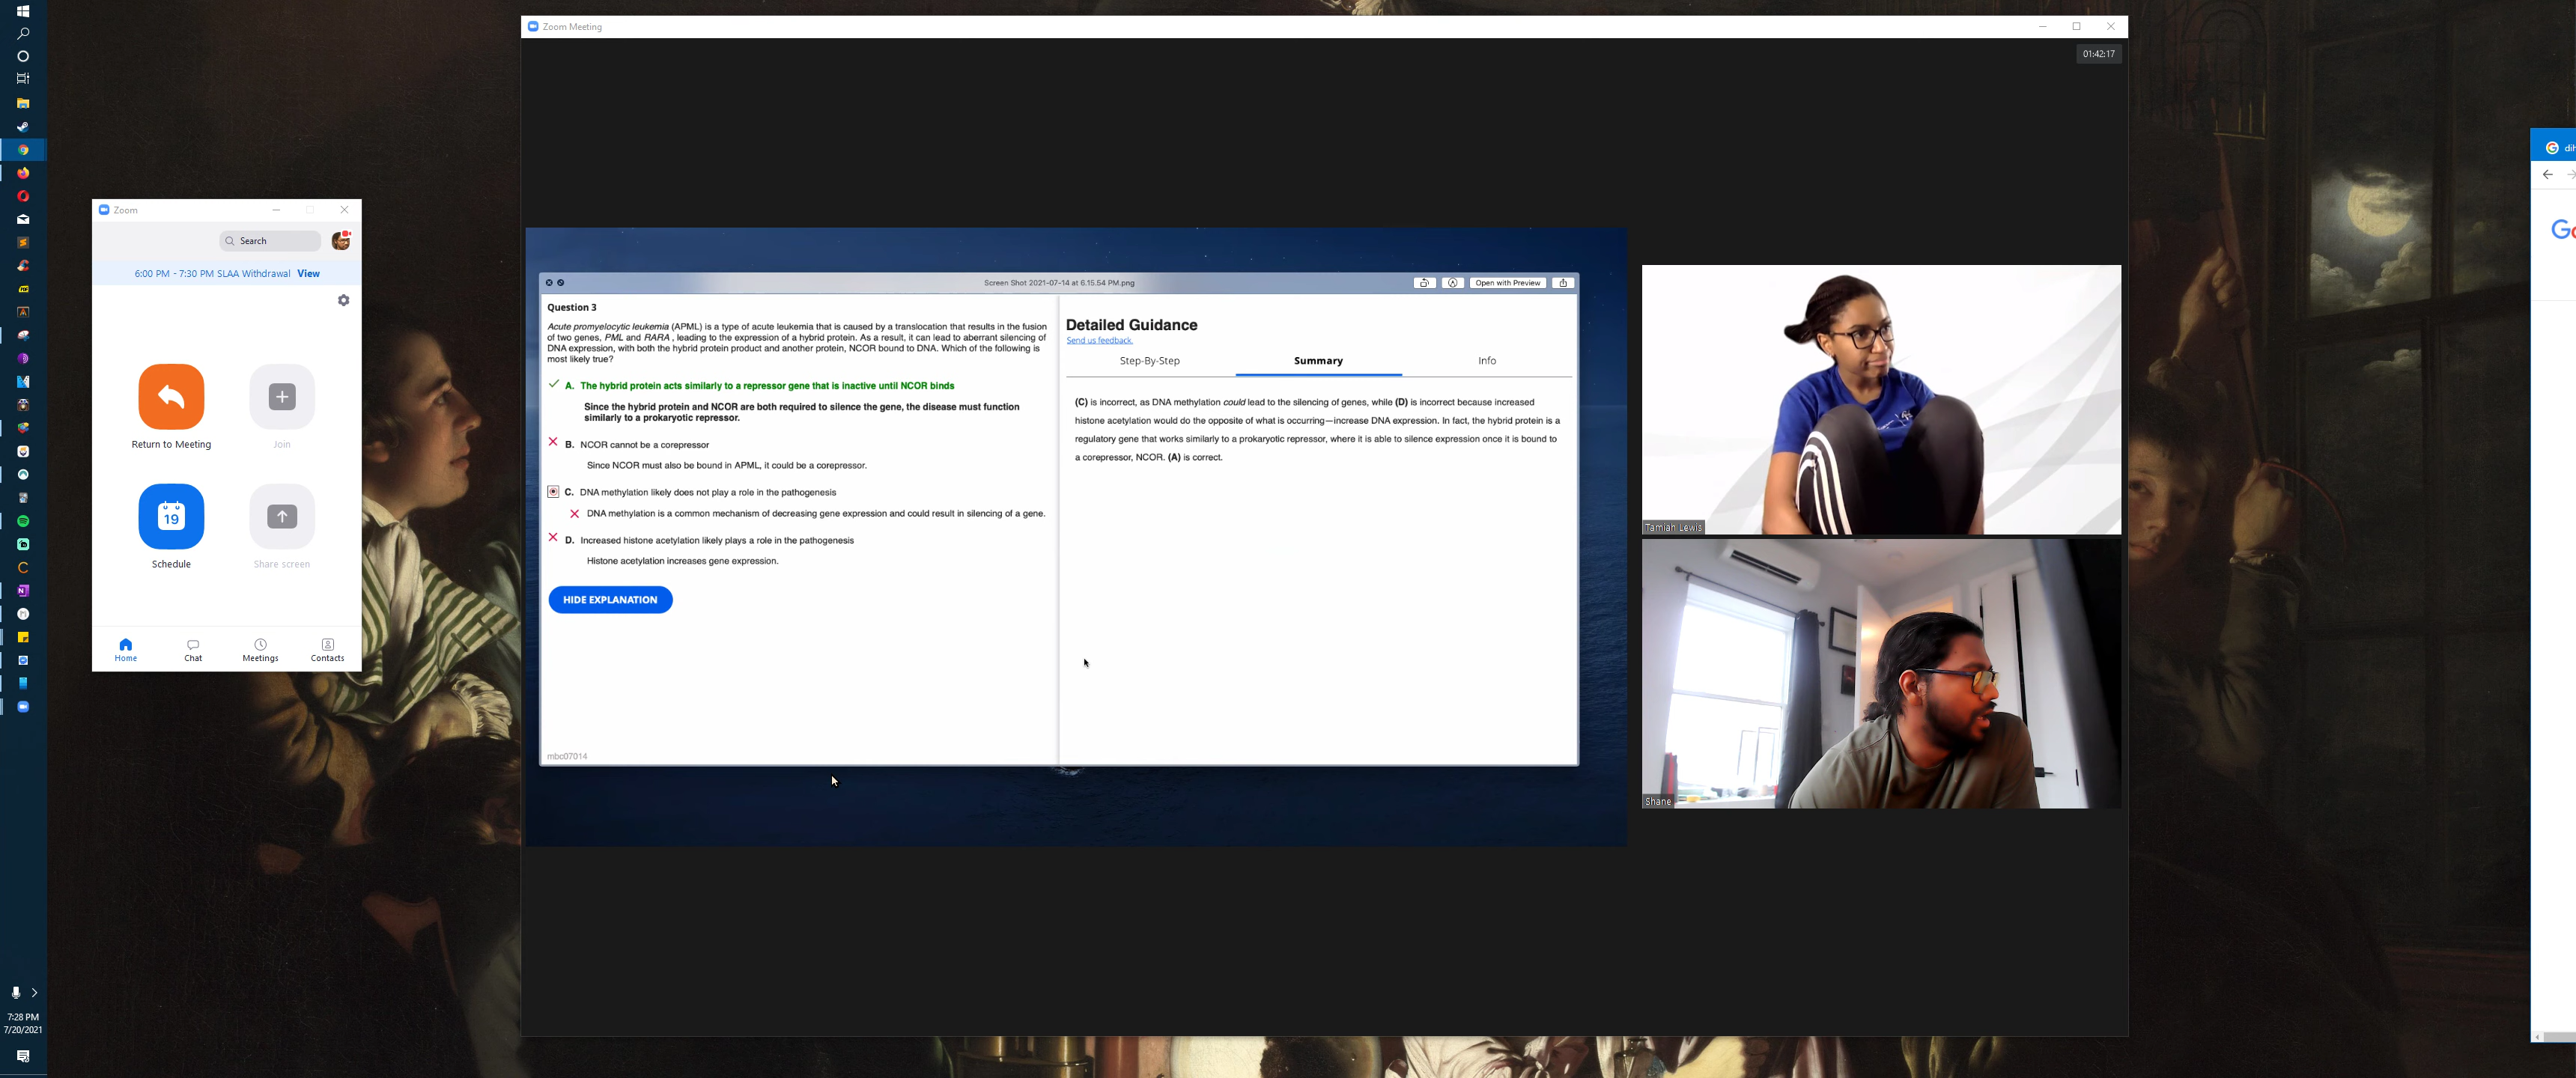 Zoom
Search
6:00 PM - 7:30 PM SLAA Withdrawal View
Return to Meeting
Join
19
Schedule
Share screen
Home
Chat
Meetings
Contacts
7:28 PM
7/20/2021
Zoom Meeting
01:42:17
Screen Shot 2021-07-14 at 6.15.54 PM.png
Open with Preview
Question 3
Acute promyelocytic leukemia (APML) is a type of acute leukemia that is caused by a translocation that results in the fusion
of two genes, PML and RARA , leading to the expression of a hybrid protein. As a result, it can lead to aberrant silencing of
DNA expression, with both the hybrid protein product and another protein, NCOR bound to DNA. Which of the following is
most likely true?
A. The hybrid protein acts similarly to a repressor gene that is inactive until NCOR binds
Since the hybrid protein and NCOR are both required to silence the gene, the disease must function
similarly to a prokaryotic repressor.
B. NCOR cannot be a corepressor
Since NCOR must also be bound in APML, it could be a corepressor.
C. DNA methylation likely does not play a role in the pathogenesis
DNA methylation is a common mechanism of decreasing gene expression and could result in silencing of a gene.
D. Increased histone acetylation likely plays a role in the pathogenesis
Histone acetylation increases gene expression.
HIDE EXPLANATION
mbc07014
Detailed Guidance
Send us feedback.
Step-By-Step
Summary
Info
(C) is incorrect, as DNA methylation could lead to the silencing of genes, while (D) is incorrect because increased
histone acetylation would do the opposite of what is occurring—increase DNA expression. In fact, the hybrid protein is a
regulatory gene that works similarly to a prokaryotic repressor, where it is able to silence expression once it is bound to
a corepressor, NCOR. (A) is correct.
Tamiah Lewis
Shane